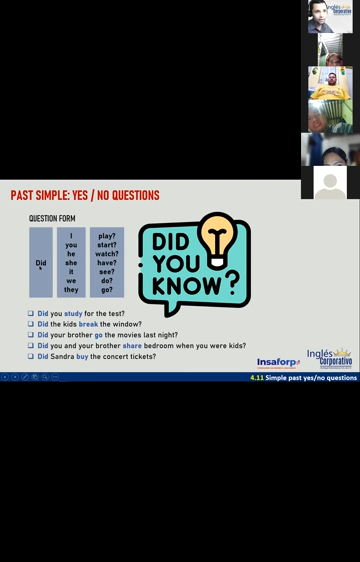 Inglés
Corporativo
PAST SIMPLE: YES / NO QUESTIONS
QUESTION FORM
Did
I
you
he
she
it
we
they
play?
start?
watch?
have?
see?
do?
go?
DID
YOU
KNOW?
Did you study for the test?
Did the kids break the window?
Did your brother go the movies last night?
Did you and your brother share bedroom when you were kids?
Did Sandra buy the concert tickets?
Insaforp
Inglés
Corporativo
4.11 Simple past yes/no questions